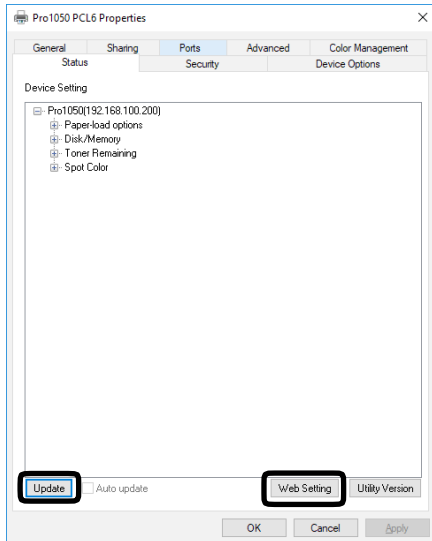 Pro1050 PCL6 Properties
General Sharing Ports Advanced Color Management
Status Security Device Options
Device Setting
Pro1050(192.168.100.200)
Paper-load options
Disk/Memory
Toner Remaining
Spot Color
Update Auto update Web Setting Utility Version
OK Cancel Apply